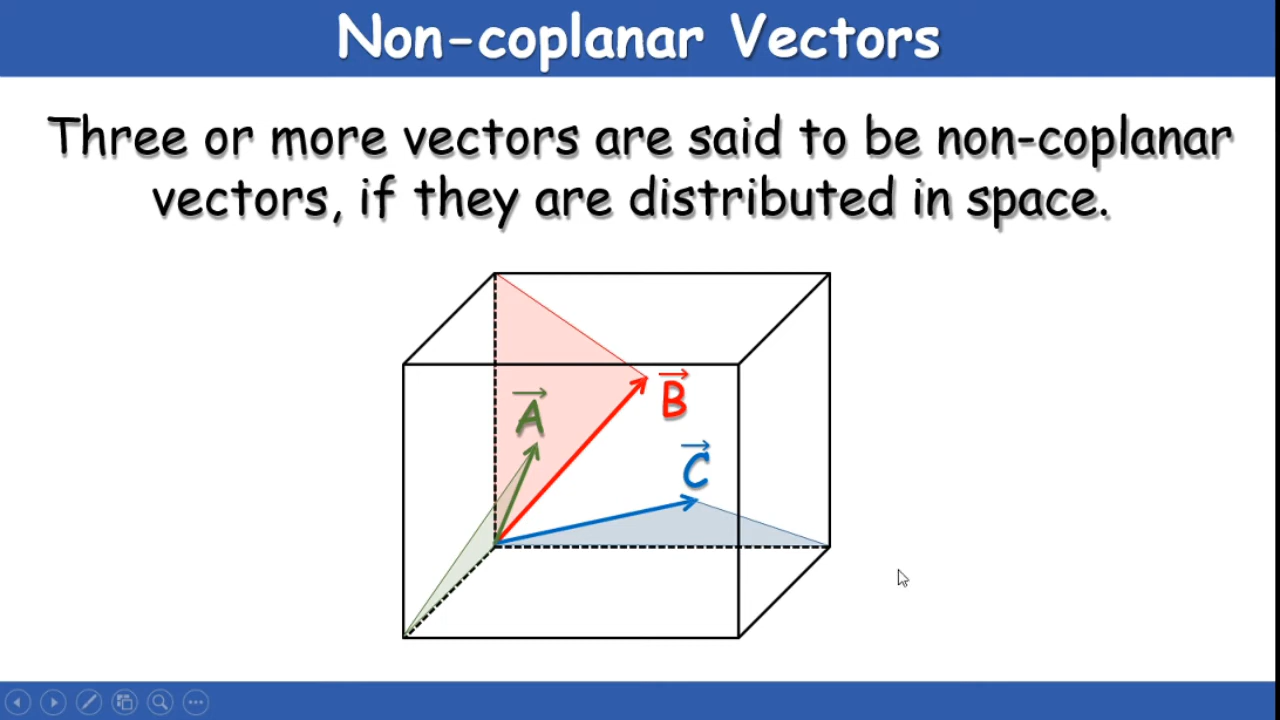 Non-coplanar Vectors
Three or more vectors are said to be non-coplanar
vectors, if they are distributed in space.
B
A
C